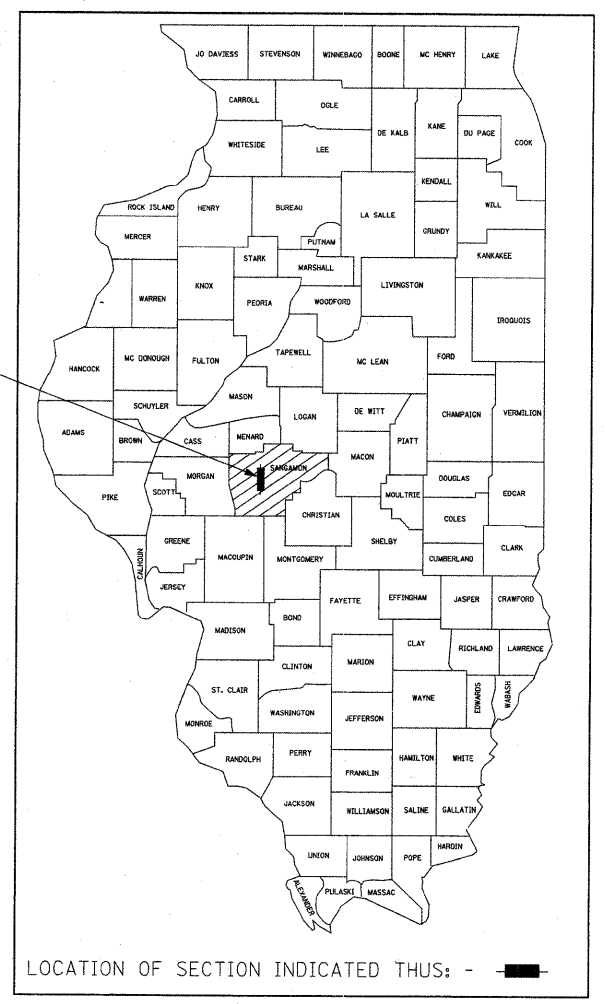 JO DAVIESS STEVENSON WINNEBAGO BOONE MC HENRY LAKE
CARROLL OGLE
DE KALB KANE DU PAGE COOK
WHITESIDE LEE
KENDALL
ROCK ISLAND HENRY BUREAU LA SALLE WILL
GRUNDY
MERCER PUTNAM
STARK MARSHALL KANKAKEE
LIVINGSTON
WARREN KNOX PEORIA WOODFORD
IROQUOIS
TAPEWELL
HANCOCK MC DONOUGH FULTON MC LEAN FORD
MASON
SCHUYLER LOGAN DE WITT
ADAMS BROWN CASS MENARD CHAMPAIGN VERMILION
MACON PIATT
SANGAMON
MORGAN DOUGLAS
PIKE SCOTT MOULTRIE EDGAR
CHRISTIAN COLES
SHELBY
GREENE CLARK
CALHOUN MACOUPIN MONTGOMERY CUMBERLAND
JERSEY
FAYETTE EFFINGHAM JASPER CRAWFORD
MADISON BOND
CLAY RICHLAND LAWRENCE
CLINTON MARION
ST. CLAIR WAYNE EDWARDS WABASH
WASHINGTON
MONROE JEFFERSON
RANDOLPH PERRY HAMILTON WHITE
FRANKLIN
JACKSON
WILLIAMSON SALINE GALLATIN
HARDIN
UNION JOHNSON POPE
ALEXANDER PULASKI MASSAC
LOCATION OF SECTION INDICATED THUS: -